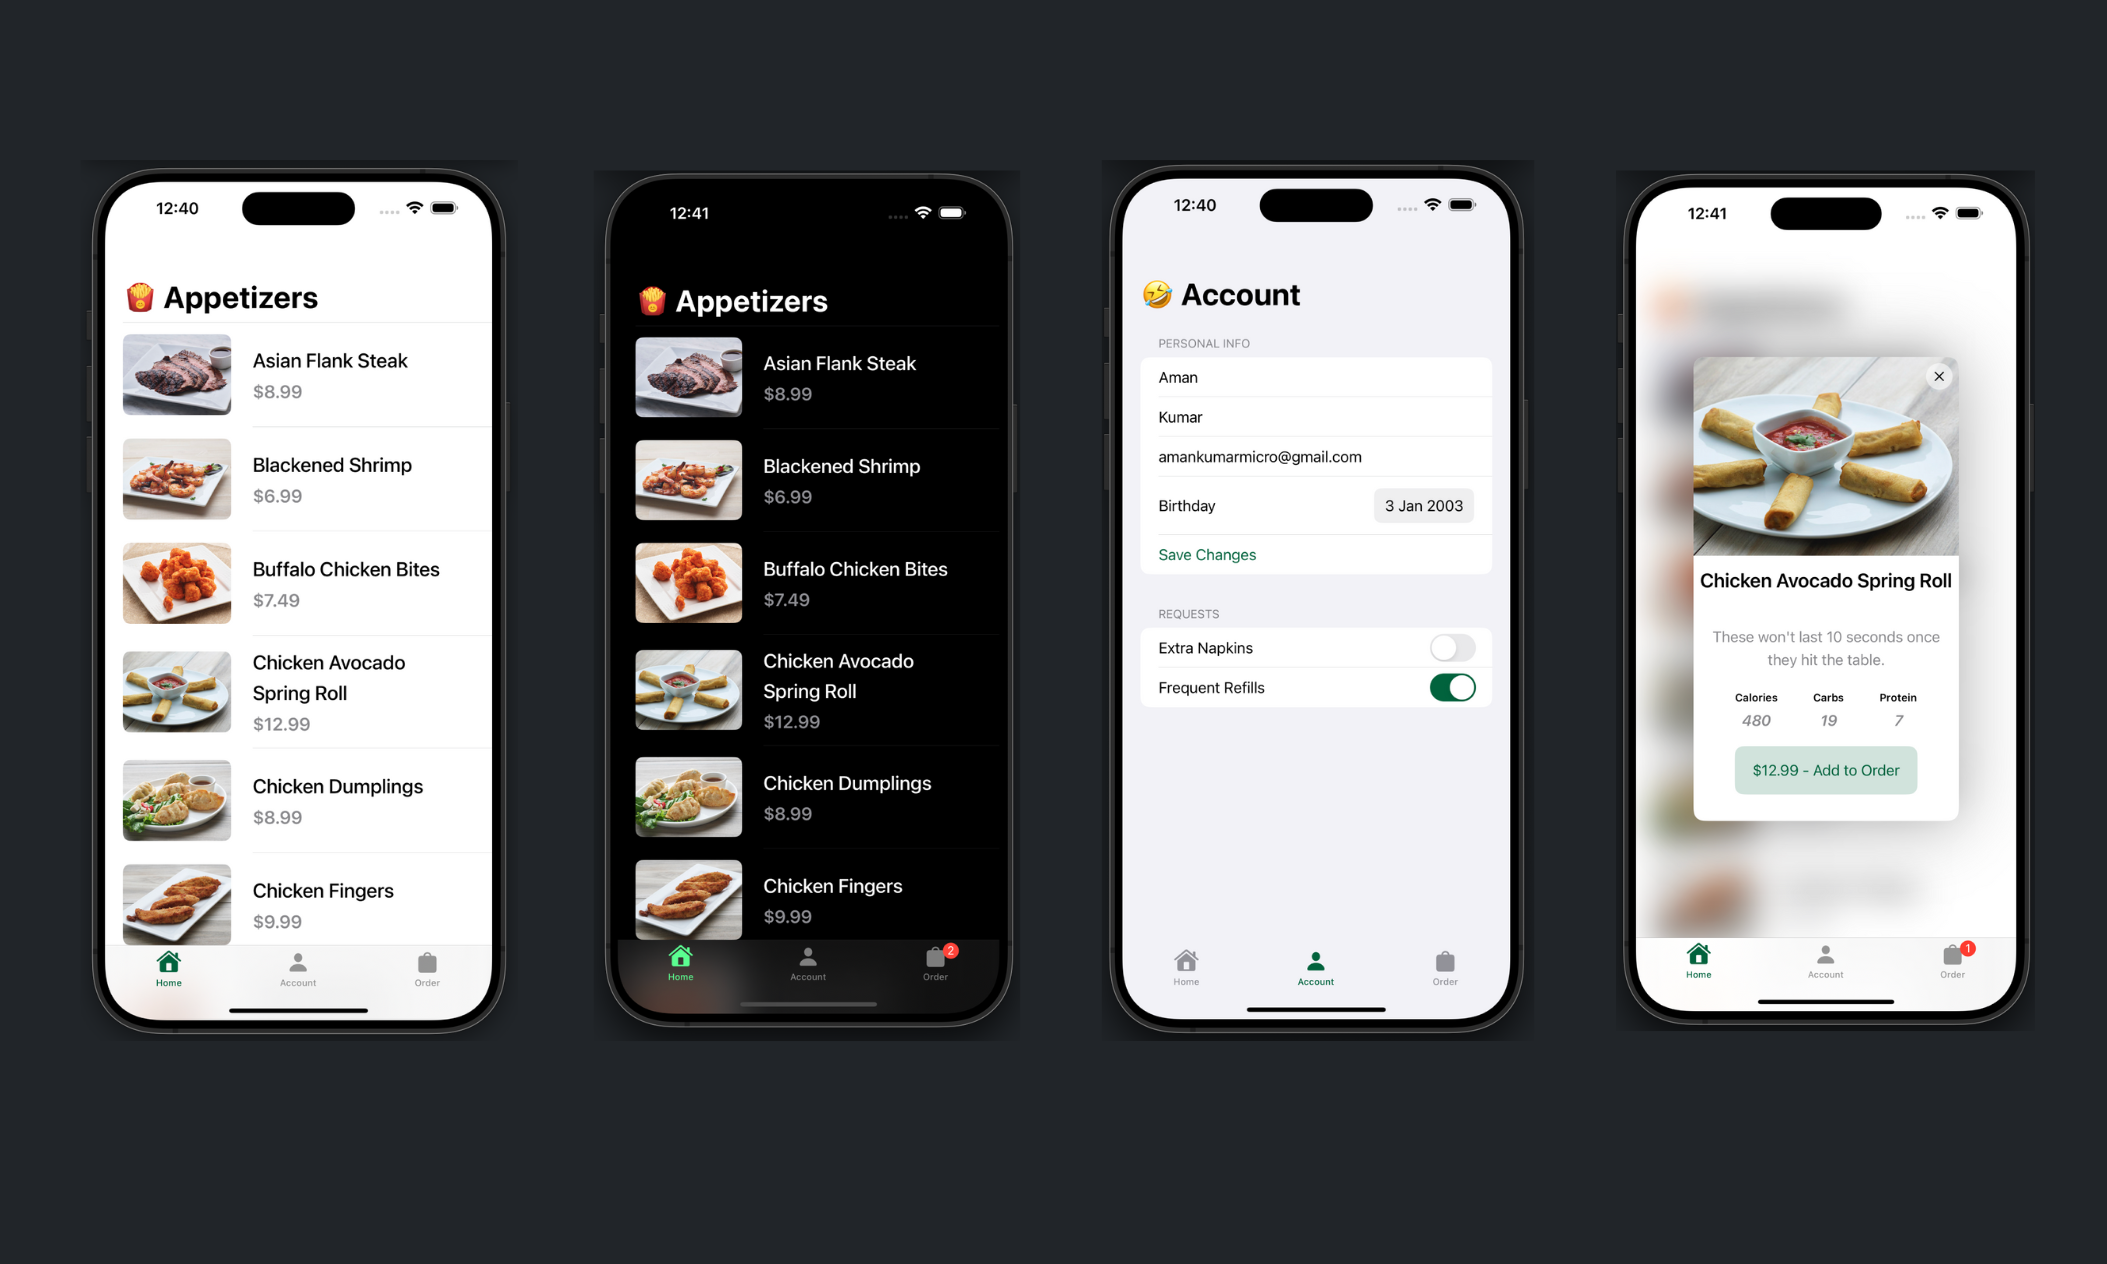 12:40
Appetizers
Asian Flank Steak
$8.99
Blackened Shrimp
$6.99
Buffalo Chicken Bites
$7.49
Chicken Avocado
Spring Roll
$12.99
Chicken Dumplings
$8.99
Chicken Fingers
$9.99
Home Account Order
12:41
Appetizers
Asian Flank Steak
$8.99
Blackened Shrimp
$6.99
Buffalo Chicken Bites
$7.49
Chicken Avocado
Spring Roll
$12.99
Chicken Dumplings
$8.99
Chicken Fingers
$9.99
2
Home Account Order
12:40
Account
PERSONAL INFO
Aman
Kumar
amankumarmicro@gmail.com
Birthday 3 Jan 2003
Save Changes
REQUESTS
Extra Napkins
Frequent Refills
Home Account Order
12:41
Chicken Avocado Spring Roll
These won't last 10 seconds once
they hit the table.
Calories Carbs Protein
480 19 7
$12.99 - Add to Order
1
Home Account Order